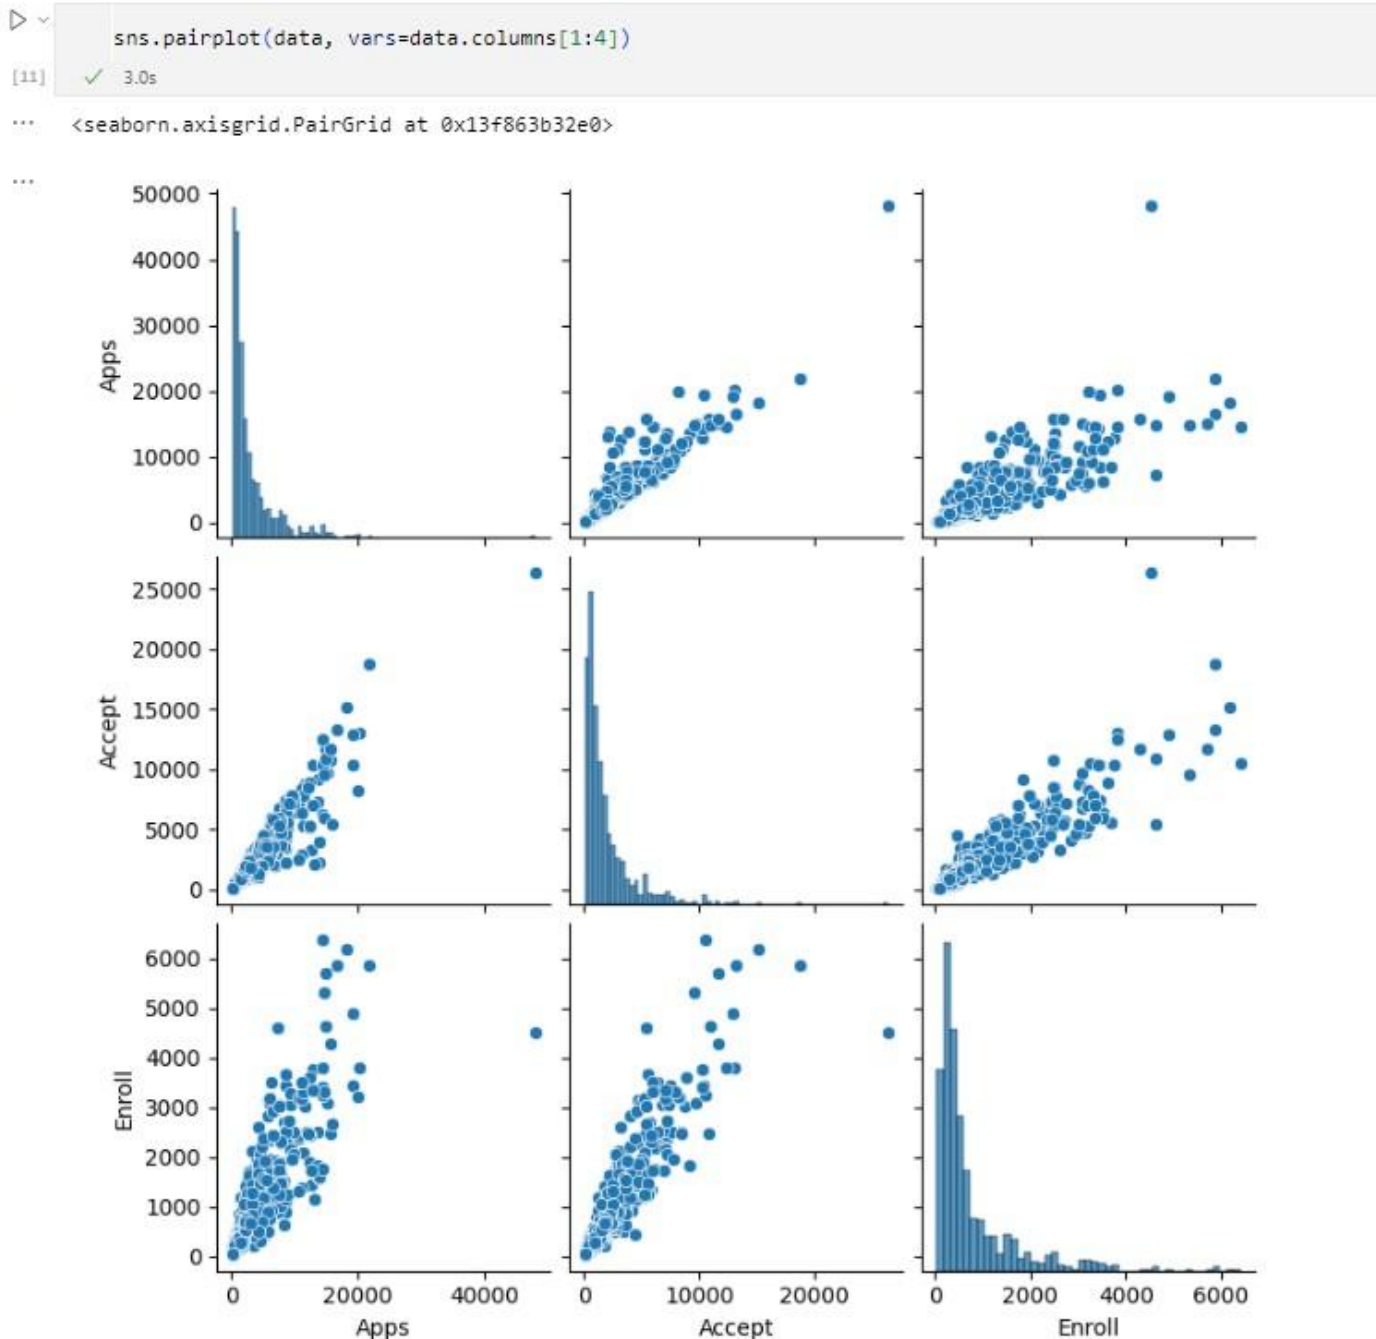 sns.pairplot(data, vars=data.columns[1:4])
[11]
3.0s
...
<seaborn.axisgrid.PairGrid at 0x13f863b32e0>
...
50000
40000
30000
20000
10000
0
Apps
25000
20000
15000
10000
5000
0
Accept
6000
5000
4000
3000
2000
1000
0
Enroll
0 20000 40000
0 10000 20000
0 2000 4000 6000
Apps
Accept
Enroll